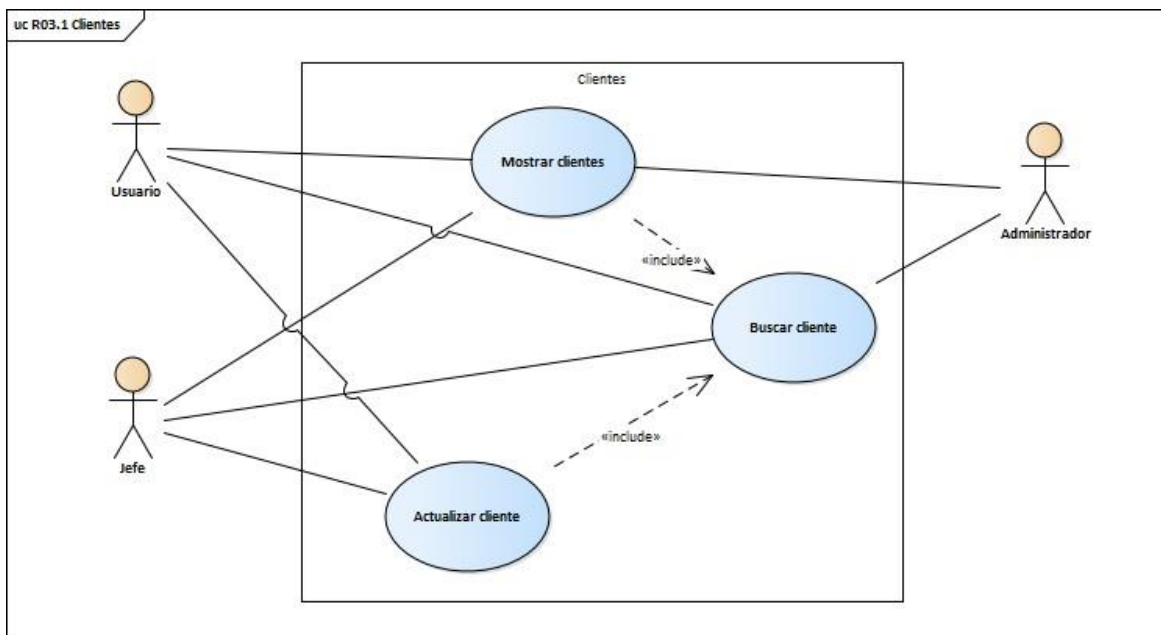 uc R03.1 Clientes
Clientes
Mostrar clientes
Usuario
Administrador
«include»
Buscar cliente
«include»
Jefe
Actualizar cliente